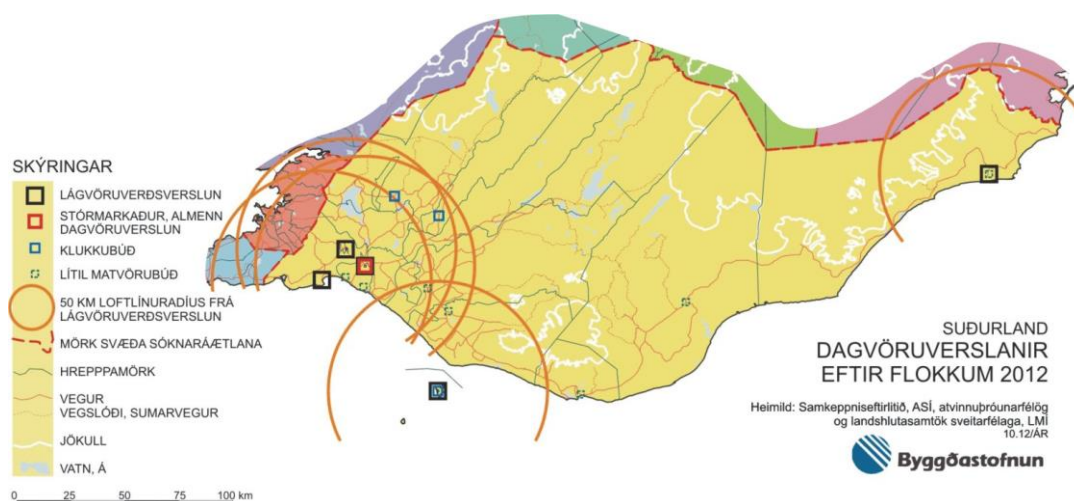 SKÝRINGAR
LÁGVÖRUVERÐSVERSLUN
STÓRMARKAÐUR, ALMENN
DAGVÖRUVERSLUN
KLUKKUBÚÐ
LÍTIL MATVÖRUBÚÐ
50 KM LOFTLÍNURADÍUS FRÁ
LÁGVÖRUVERÐSVERSLUN
MÖRK SVÆÐA SÓKNARÁÆTLANA
HREPPPAMÖRK
VEGUR
VEGSLÓÐI, SUMARVEGUR
JÖKULL
VATN, Á
0 25 50 75 100 km
SUÐURLAND
DAGVÖRUVERSLANIR
EFTIR FLOKKUM 2012
Heimild: Samkeppniseftirlitið, ASÍ, atvinnuþróunarfélög
og landshlutasamtök sveitarfélaga, LMÍ
10.12/ÁR
Byggðastofnun